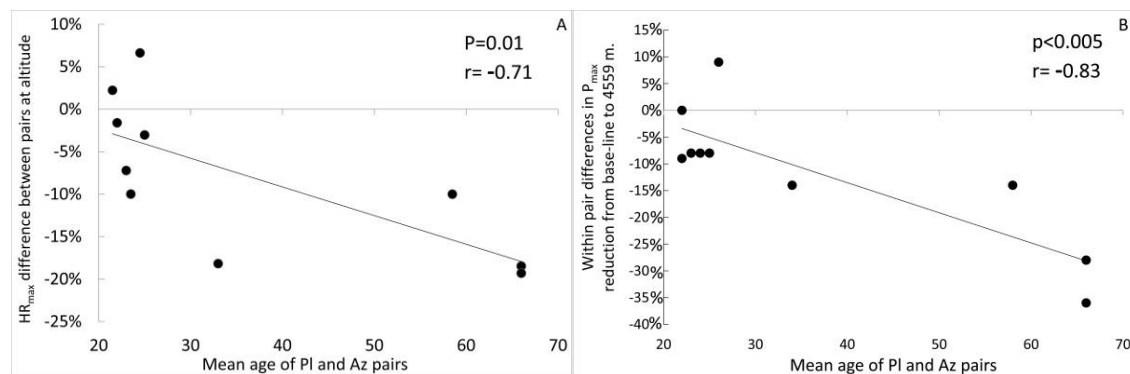 A
P=0.01
r= -0.71
HRmax difference between pairs at altitude
10%
5%
0%
-5%
-10%
-15%
-20%
-25%
20 30 40 50 60 70
Mean age of Pl and Az pairs
B
p<0.005
r= -0.83
Within pair differences in Pmax
reduction from base-line to 4559 m.
15%
10%
5%
0%
-5%
-10%
-15%
-20%
-25%
-30%
-35%
-40%
20 30 40 50 60 70
Mean age of Pl and Az pairs